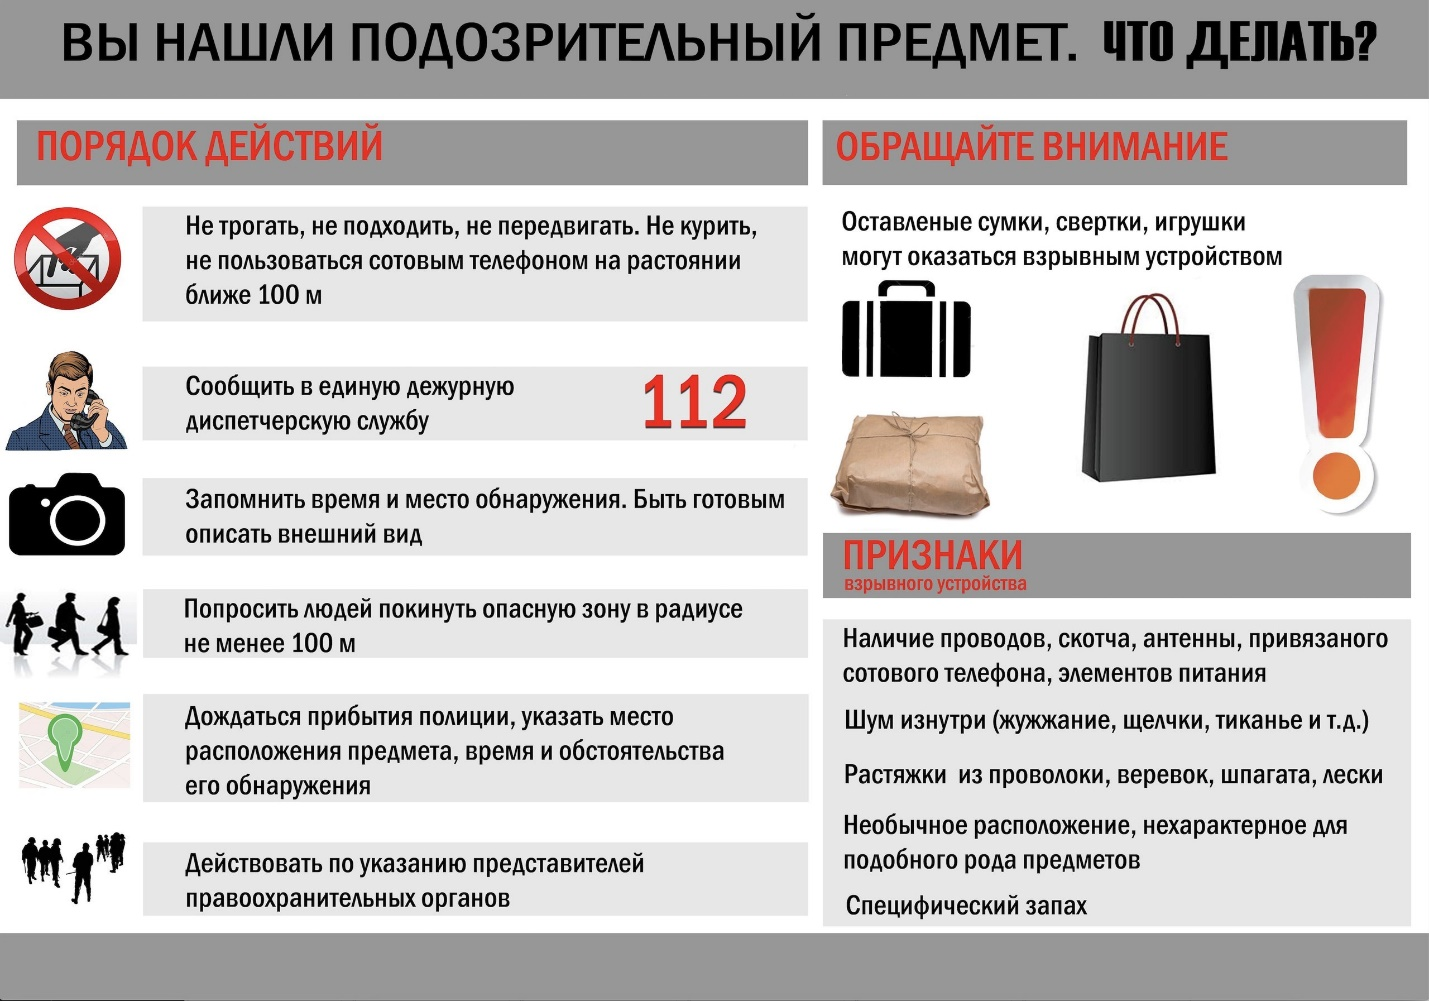 ВЫ НАШЛИ ПОДОЗРИТЕЛЬНЫЙ ПРЕДМЕТ. ЧТО ДЕЛАТЬ?
ПОРЯДОК ДЕЙСТВИЙ
Не трогать, не подходить, не передвигать. Не курить,
не пользоваться сотовым телефоном на растоянии
ближе 100 м
Сообщить в единую дежурную
диспетчерскую службу
112
Запомнить время и место обнаружения. Быть готовым
описать внешний вид
Попросить людей покинуть опасную зону в радиусе
не менее 100 м
Дождаться прибытия полиции, указать место
расположения предмета, время и обстоятельства
его обнаружения
Действовать по указанию представителей
правоохранительных органов
ОБРАЩАЙТЕ ВНИМАНИЕ
Оставленые сумки, свертки, игрушки
могут оказаться взрывным устройством
ПРИЗНАКИ
взрывного устройства
Наличие проводов, скотча, антенны, привязаного
сотового телефона, элементов питания
Шум изнутри (жужжание, щелчки, тиканье и т.д.)
Растяжки из проволоки, веревок, шпагата, лески
Необычное расположение, нехарактерное для
подобного рода предметов
Специфический запах